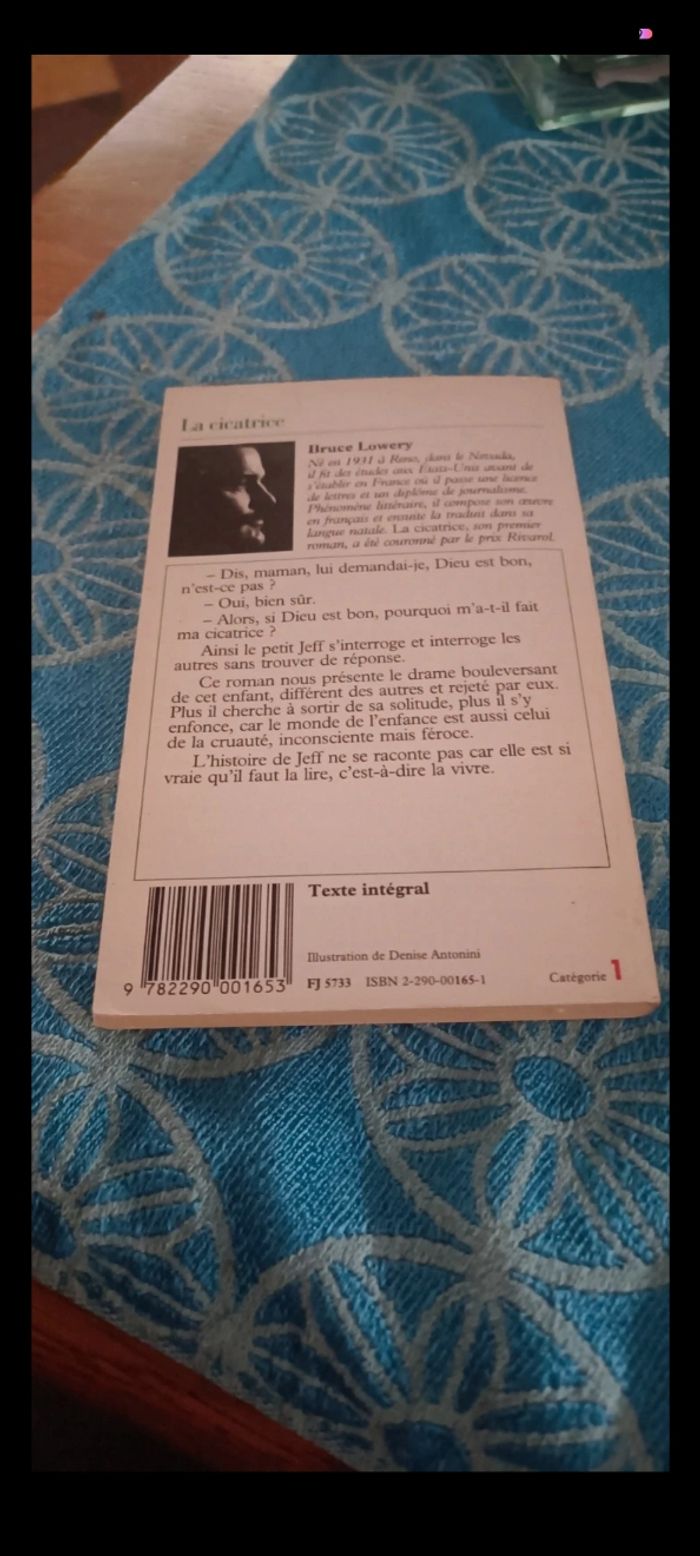 La cicatrice
Bruce Lowery
Né en 1931 à Reno, dans le Nevada,
il fit des études aux États-Unis avant de
s'établir en France où il passe une licence
de lettres et un diplôme de journalisme.
Phénomène littéraire, il compose son œuvre
en français et ensuite la traduit dans sa
langue natale. La cicatrice, son premier
roman, a été couronné par le prix Rivarol.
– Dis, maman, lui demandai-je, Dieu est bon,
n'est-ce pas ?
– Oui, bien sûr.
– Alors, si Dieu est bon, pourquoi m'a-t-il fait
ma cicatrice ?
Ainsi le petit Jeff s'interroge et interroge les
autres sans trouver de réponse.
Ce roman nous présente le drame bouleversant
de cet enfant, différent des autres et rejeté par eux.
Plus il cherche à sortir de sa solitude, plus il s'y
enfonce, car le monde de l'enfance est aussi celui
de la cruauté, inconsciente mais féroce.
L'histoire de Jeff ne se raconte pas car elle est si
vraie qu'il faut la lire, c'est-à-dire la vivre.
Texte intégral
Illustration de Denise Antonini
FJ 5733 ISBN 2-290-00165-1
Catégorie 1
9 782290 001653